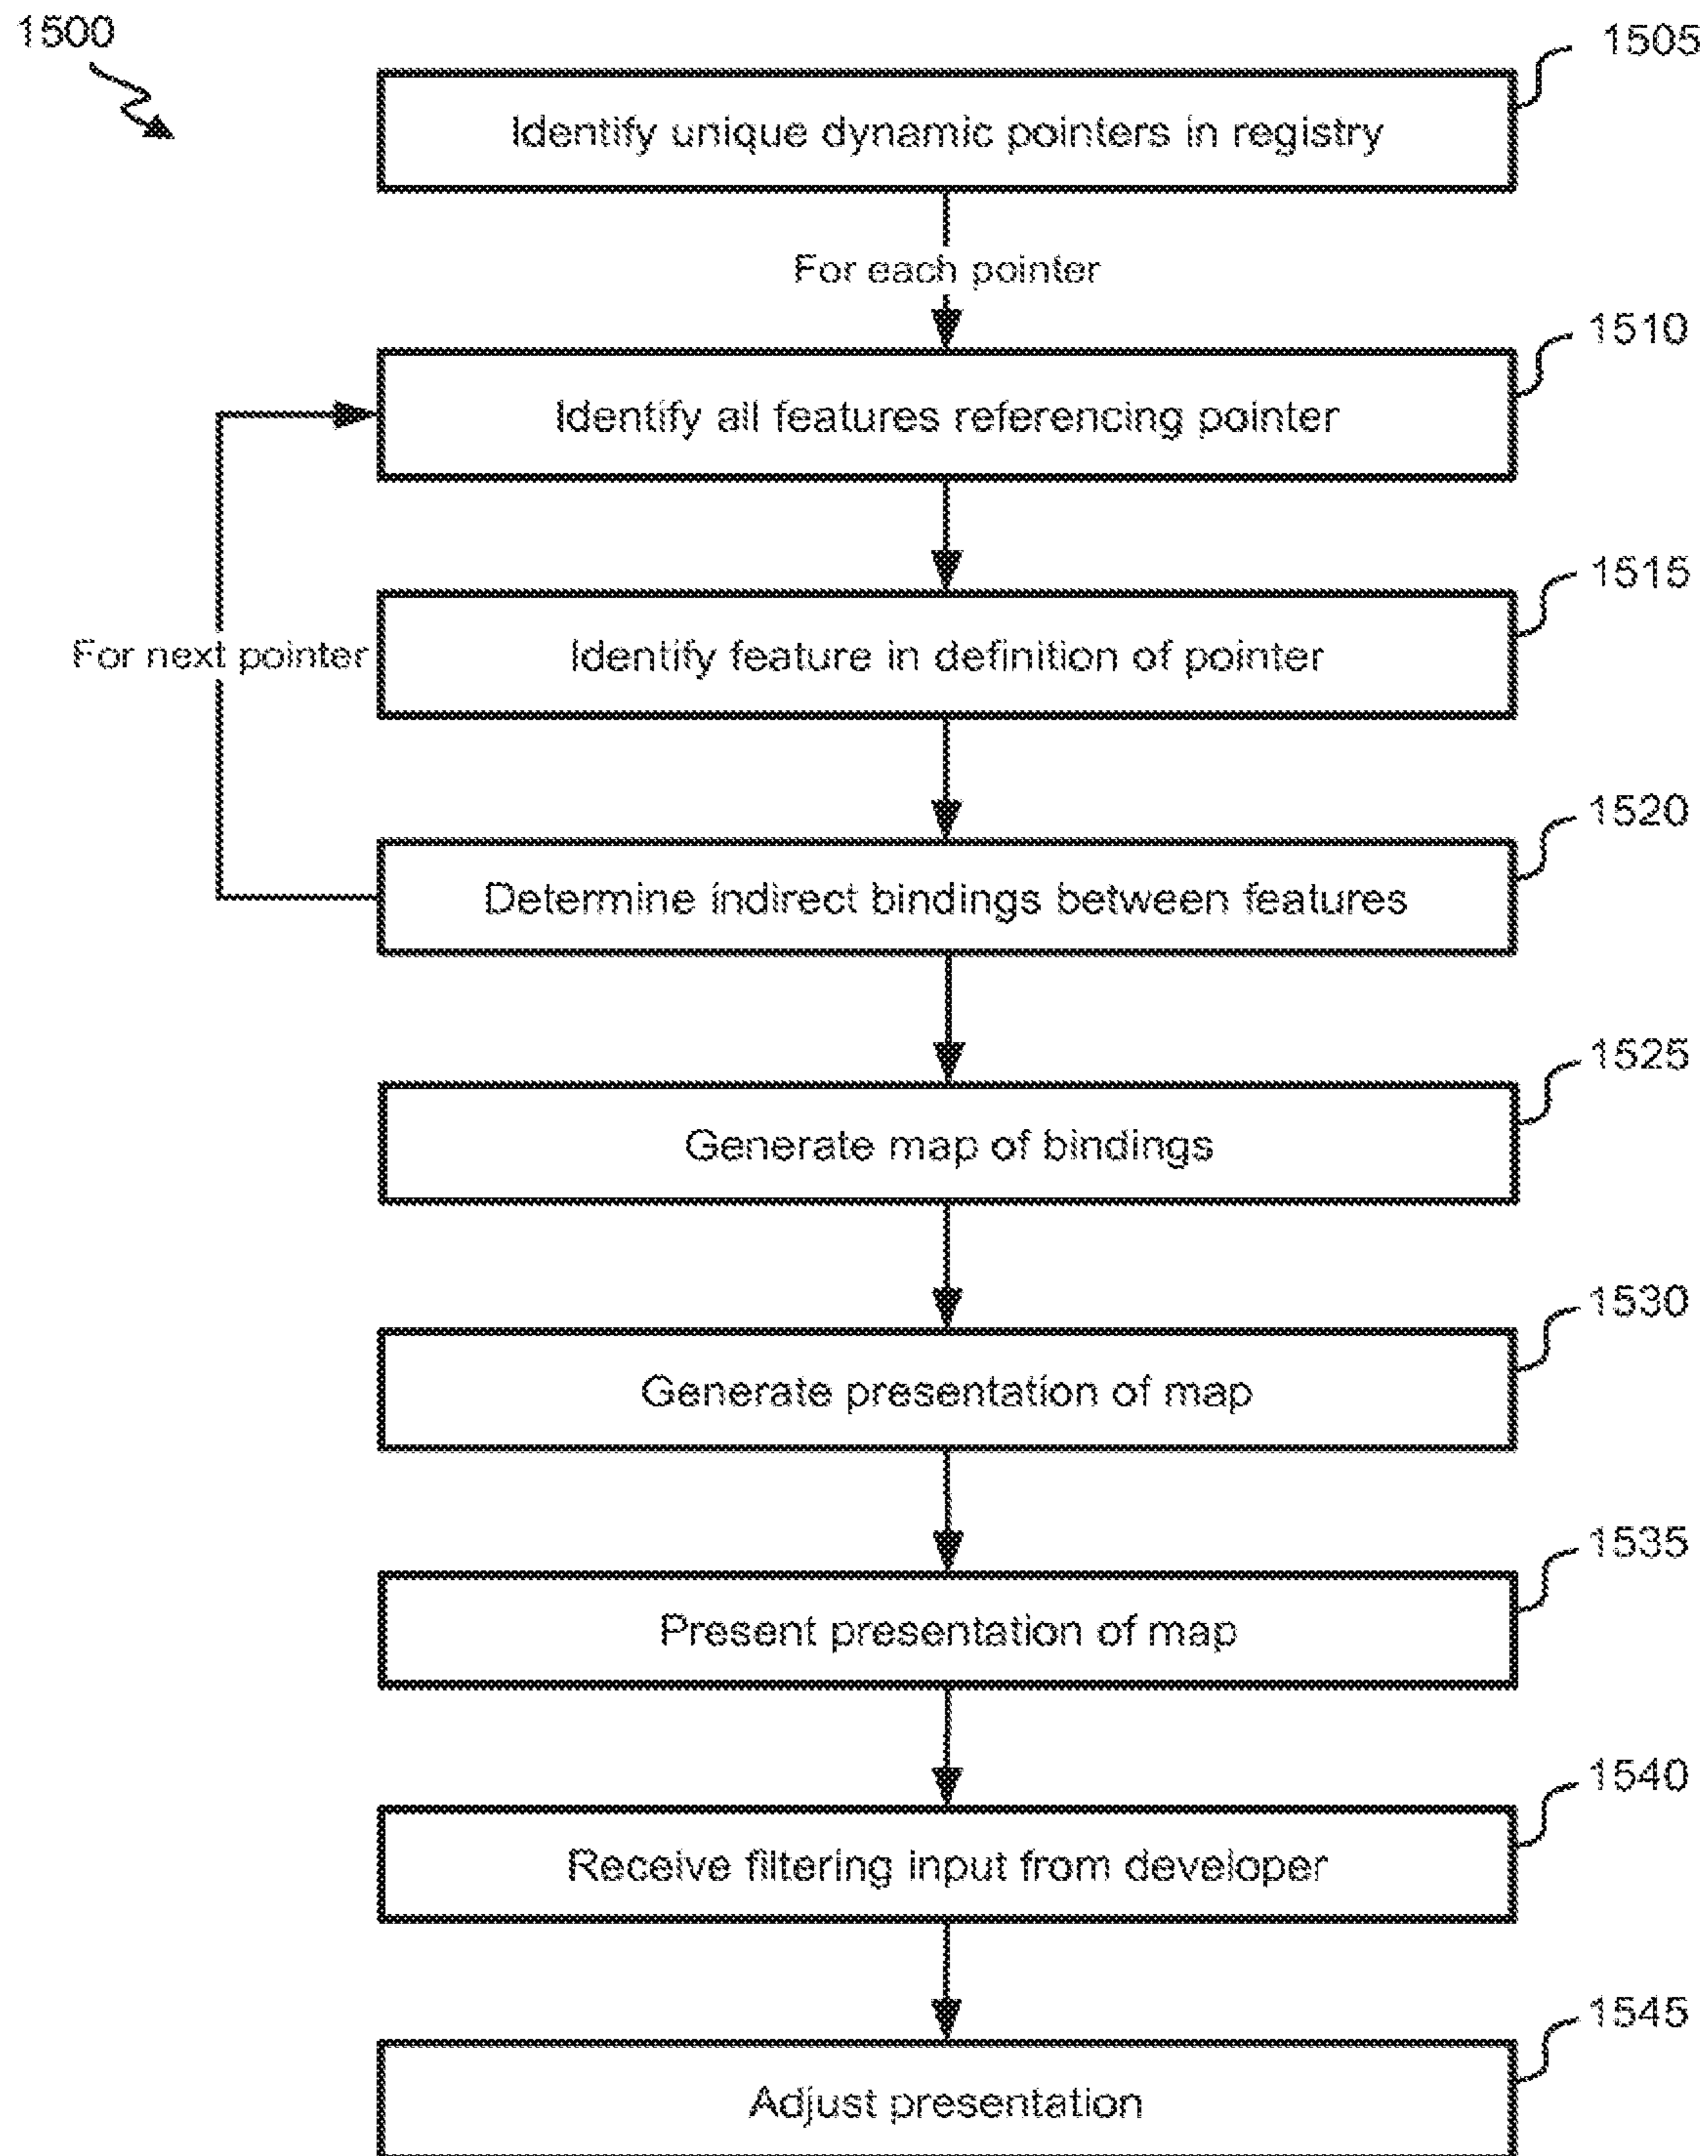 1500
1505
Identify unique dynamic pointers in registry
For each pointer
1510
Identify all features referencing pointer
1515
For next pointer
Identify feature in definition of pointer
1520
Determine indirect bindings between features
1525
Generate map of bindings
1530
Generate presentation of map
1535
Present presentation of map
1540
Receive filtering input from developer
1545
Adjust presentation